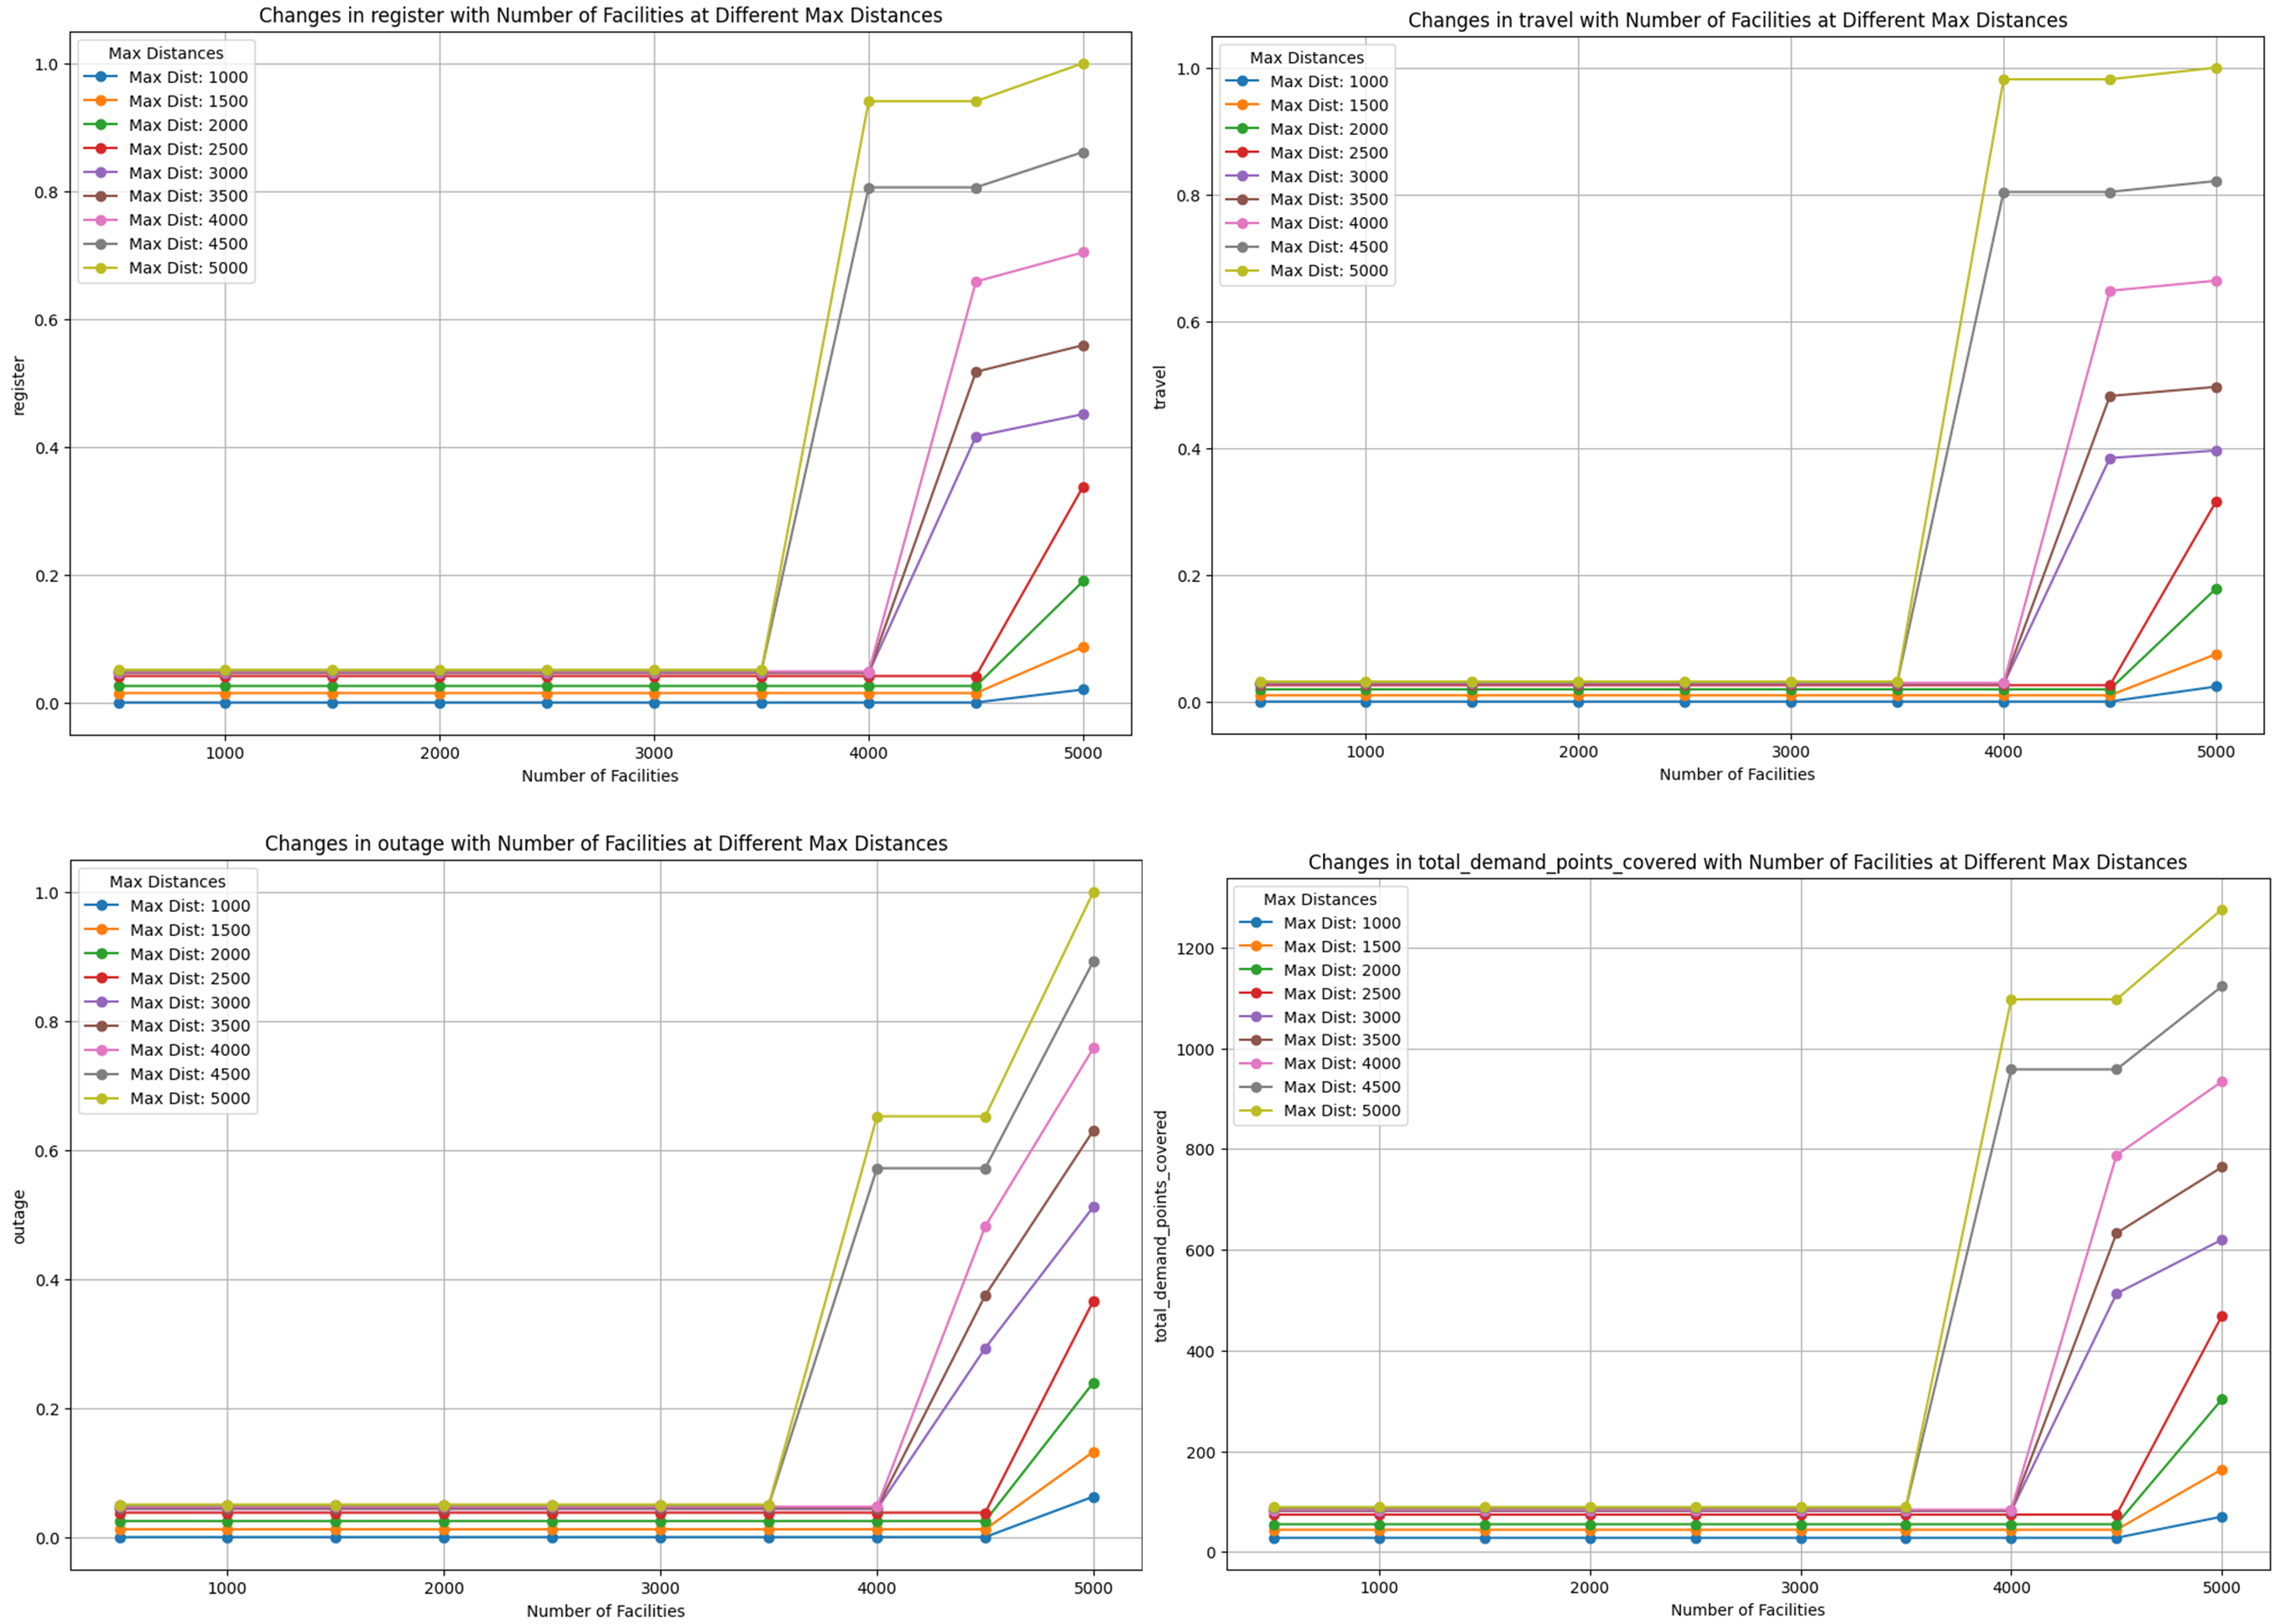 Changes in register with Number of Facilities at Different Max Distances
Max Distances
Max Dist: 1000
Max Dist: 1500
Max Dist: 2000
Max Dist: 2500
Max Dist: 3000
Max Dist: 3500
Max Dist: 4000
Max Dist: 4500
Max Dist: 5000
1.0
0.8
0.6
0.4
0.2
0.0
register
1000 2000 3000 4000 5000
Number of Facilities
Changes in travel with Number of Facilities at Different Max Distances
Max Distances
Max Dist: 1000
Max Dist: 1500
Max Dist: 2000
Max Dist: 2500
Max Dist: 3000
Max Dist: 3500
Max Dist: 4000
Max Dist: 4500
Max Dist: 5000
1.0
0.8
0.6
0.4
0.2
0.0
travel
1000 2000 3000 4000 5000
Number of Facilities
Changes in outage with Number of Facilities at Different Max Distances
Max Distances
Max Dist: 1000
Max Dist: 1500
Max Dist: 2000
Max Dist: 2500
Max Dist: 3000
Max Dist: 3500
Max Dist: 4000
Max Dist: 4500
Max Dist: 5000
1.0
0.8
0.6
0.4
0.2
0.0
outage
1000 2000 3000 4000 5000
Number of Facilities
Changes in total_demand_points_covered with Number of Facilities at Different Max Distances
Max Distances
Max Dist: 1000
Max Dist: 1500
Max Dist: 2000
Max Dist: 2500
Max Dist: 3000
Max Dist: 3500
Max Dist: 4000
Max Dist: 4500
Max Dist: 5000
1200
1000
800
600
400
200
0
total_demand_points_covered
1000 2000 3000 4000 5000
Number of Facilities